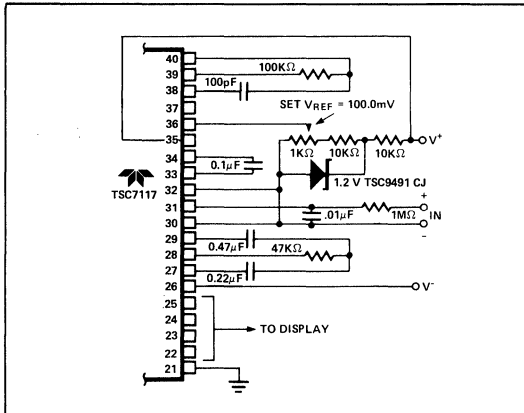 40
39
38
37
36
35
34
33
32
31
30
29
28
27
26
25
24
23
22
21
100KΩ
100pF
SET VREF = 100.0mV
V+
1KΩ 10KΩ 10KΩ
0.1µF
TSC7117
1.2 V TSC9491 CJ
+
.01µF
1MΩ
IN
−
0.47µF
47KΩ
0.22µF
V-
TO DISPLAY